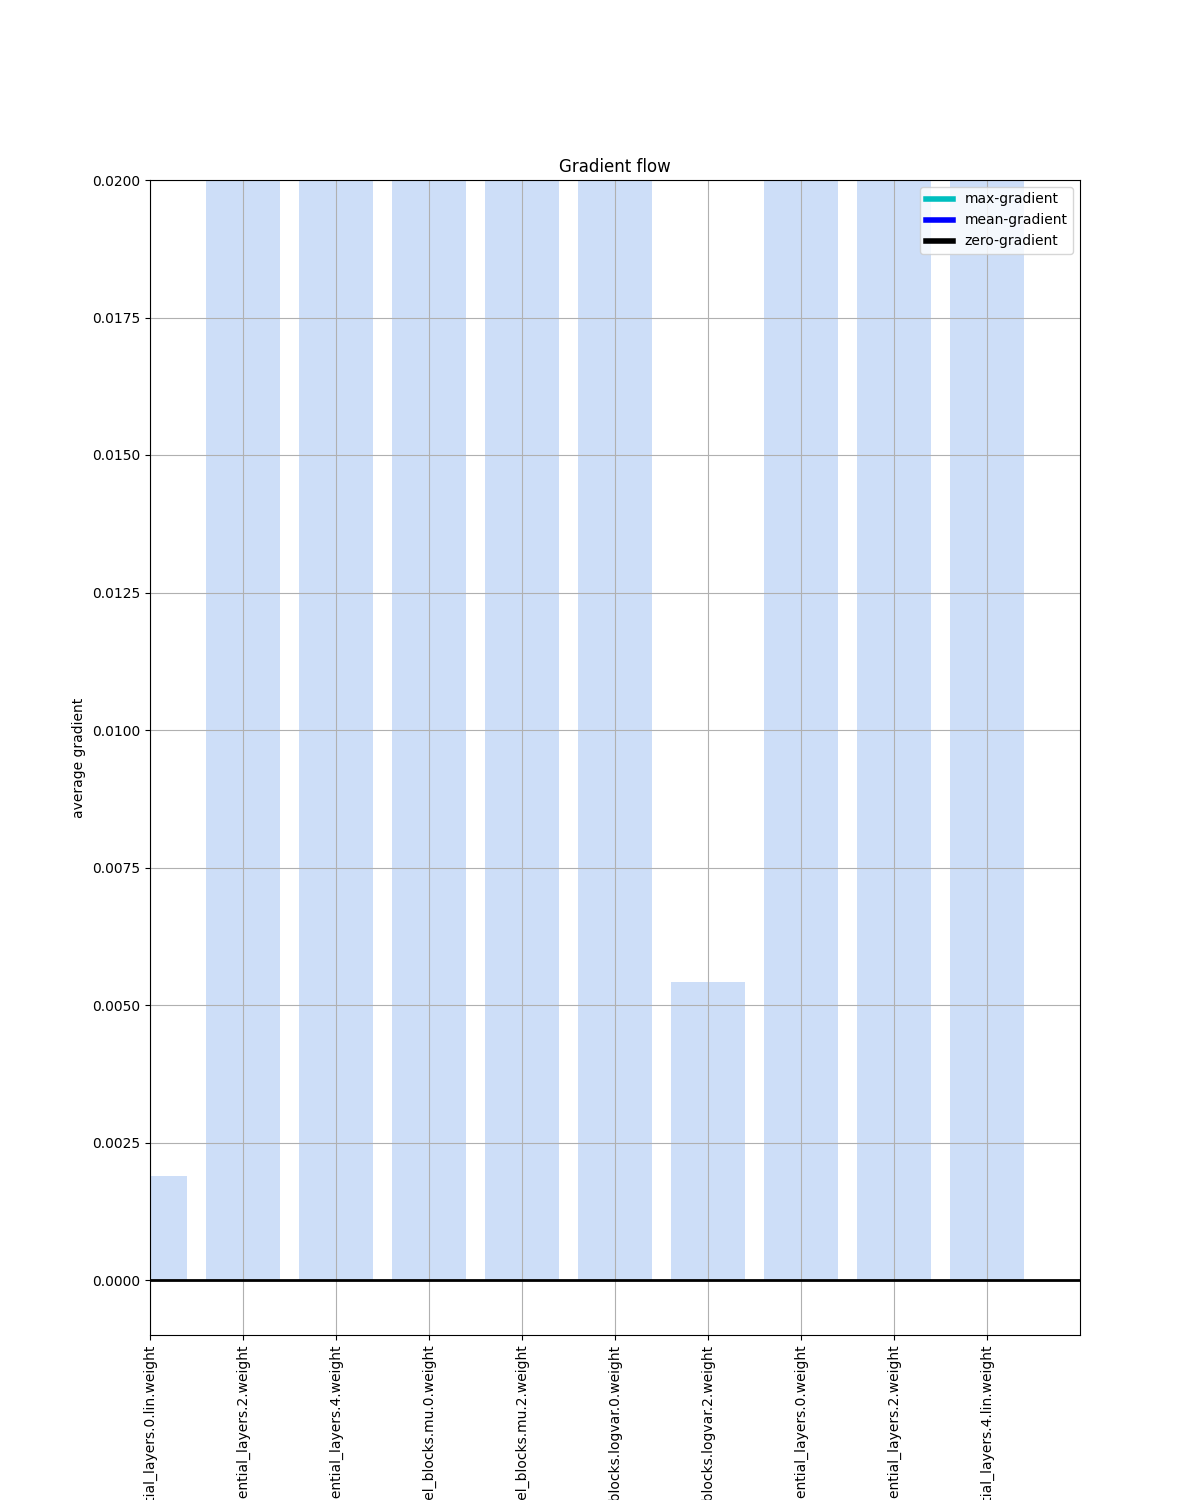 Gradient flow
max-gradient
mean-gradient
zero-gradient
0.0200
0.0175
0.0150
0.0125
0.0100
0.0075
0.0050
0.0025
0.0000
average gradient
tial_layers.0.lin.weight
ential_layers.2.weight
ential_layers.4.weight
el_blocks.mu.0.weight
el_blocks.mu.2.weight
blocks.logvar.0.weight
blocks.logvar.2.weight
ential_layers.0.weight
ential_layers.2.weight
tial_layers.4.lin.weight